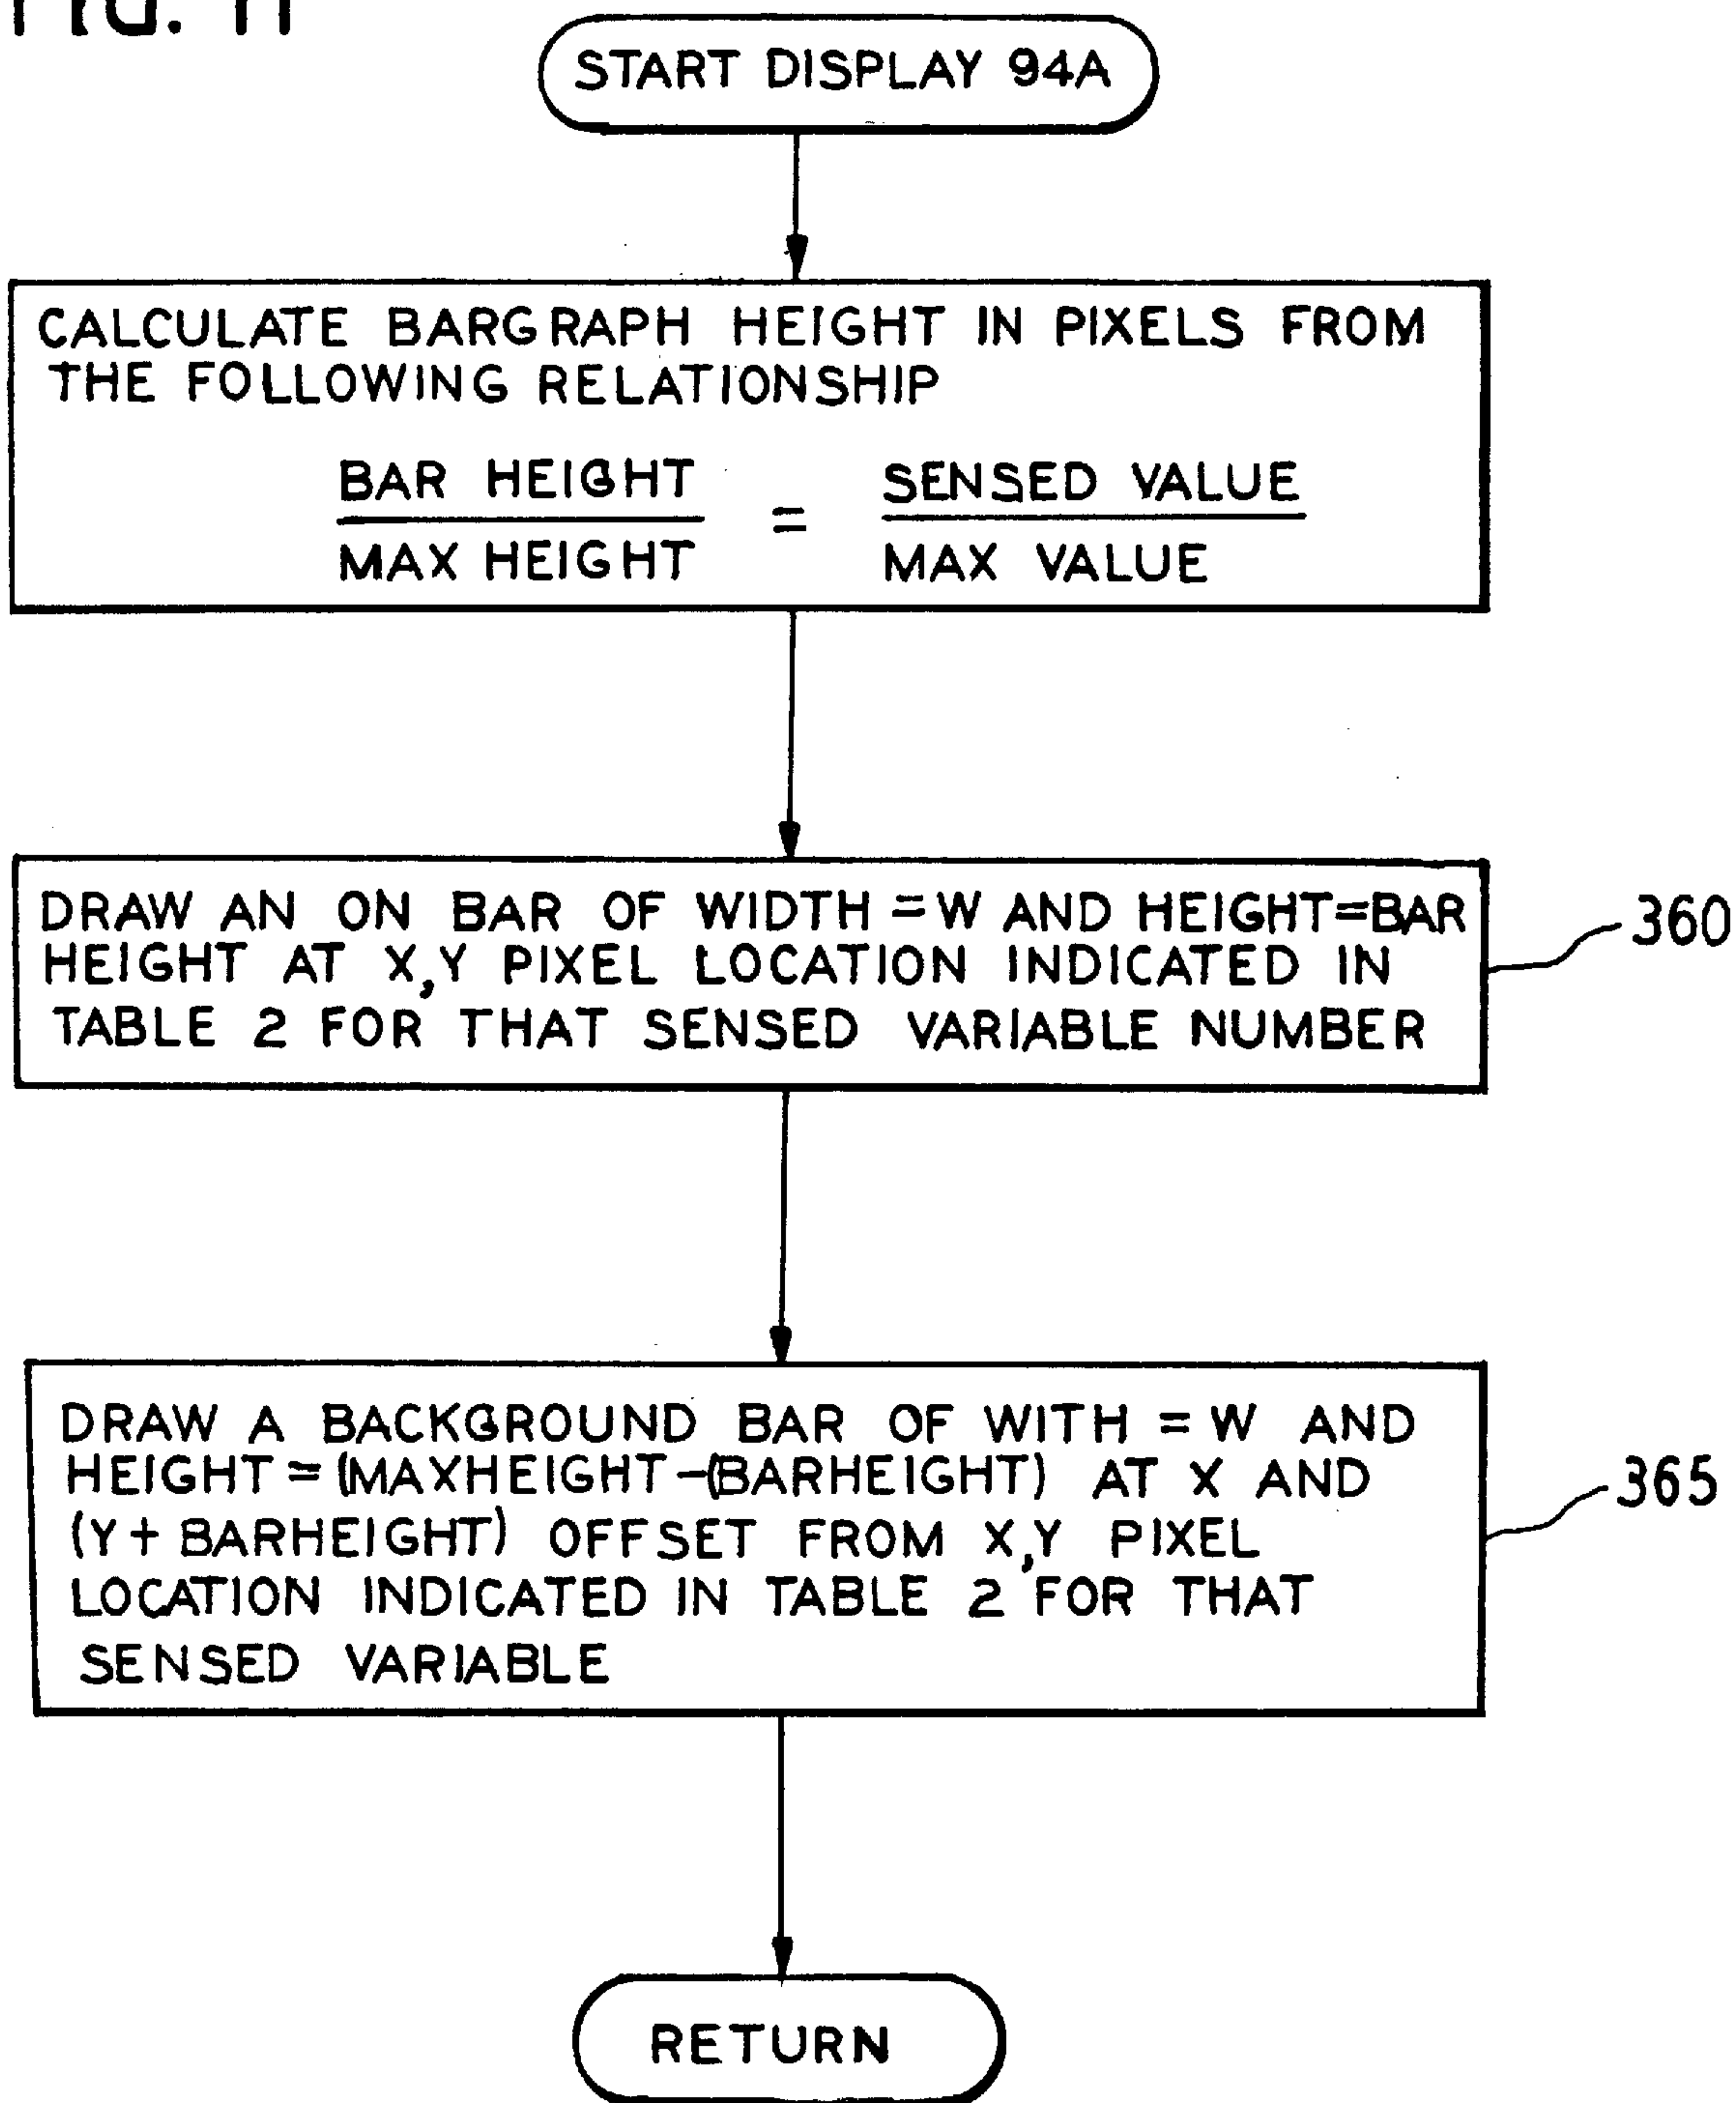 FIG. 11
START DISPLAY 94A
CALCULATE BARGRAPH HEIGHT IN PIXELS FROM
THE FOLLOWING RELATIONSHIP
BAR HEIGHT = SENSED VALUE
MAX HEIGHT MAX VALUE
DRAW AN ON BAR OF WIDTH = W AND HEIGHT=BAR
HEIGHT AT X,Y PIXEL LOCATION INDICATED IN
TABLE 2 FOR THAT SENSED VARIABLE NUMBER
360
DRAW A BACKGROUND BAR OF WITH = W AND
HEIGHT = (MAXHEIGHT-(BARHEIGHT) AT X AND
(Y+ BARHEIGHT) OFFSET FROM X,Y PIXEL
LOCATION INDICATED IN TABLE 2 FOR THAT
SENSED VARIABLE
365
RETURN